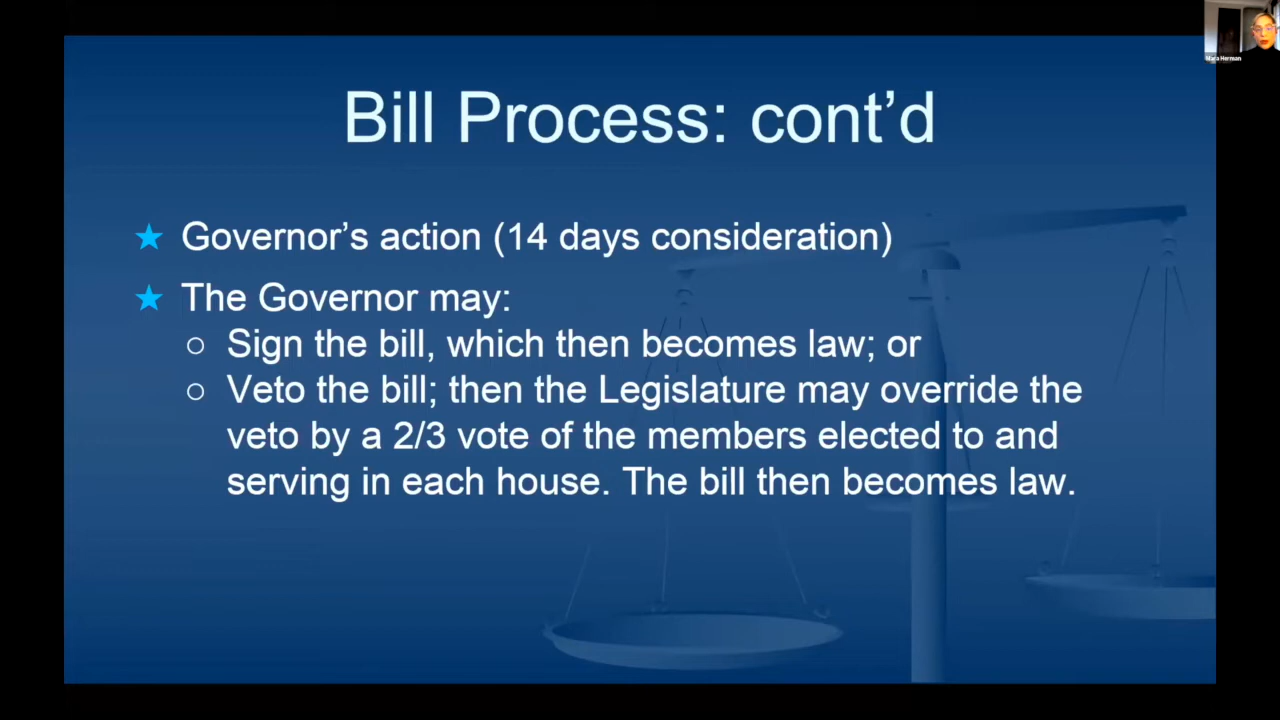 Bill Process: cont’d
★ Governor’s action (14 days consideration)
★ The Governor may:
○ Sign the bill, which then becomes law; or
○ Veto the bill; then the Legislature may override the
veto by a 2/3 vote of the members elected to and
serving in each house. The bill then becomes law.
Mara Herman